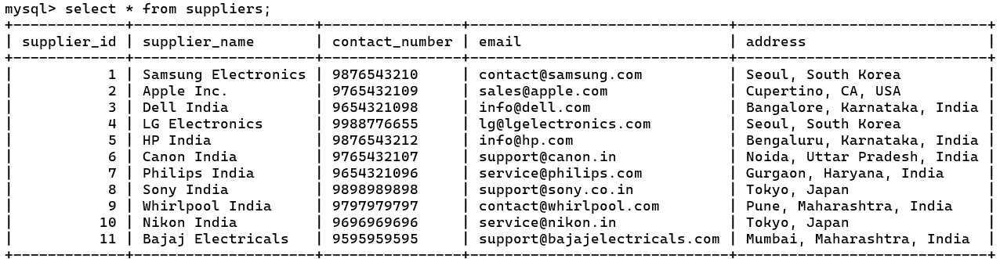 mysql> select * from suppliers;
+-------------+--------------------+----------------+------------------------------+-----------------------------+
| supplier_id | supplier_name      | contact_number | email                        | address                     |
+-------------+--------------------+----------------+------------------------------+-----------------------------+
|           1 | Samsung Electronics | 9876543210     | contact@samsung.com          | Seoul, South Korea          |
|           2 | Apple Inc.          | 9765432109     | sales@apple.com              | Cupertino, CA, USA          |
|           3 | Dell India          | 9654321098     | info@dell.com                | Bangalore, Karnataka, India |
|           4 | LG Electronics      | 9988776655     | lg@lgelectronics.com         | Seoul, South Korea          |
|           5 | HP India            | 9876543212     | info@hp.com                  | Bengaluru, Karnataka, India |
|           6 | Canon India         | 9765432107     | support@canon.in             | Noida, Uttar Pradesh, India |
|           7 | Philips India       | 9654321096     | service@philips.com          | Gurgaon, Haryana, India     |
|           8 | Sony India          | 9898989898     | support@sony.co.in           | Tokyo, Japan                |
|           9 | Whirlpool India     | 9797979797     | contact@whirlpool.com        | Pune, Maharashtra, India    |
|          10 | Nikon India         | 9696969696     | service@nikon.in             | Tokyo, Japan                |
|          11 | Bajaj Electricals   | 9595959595     | support@bajajelectricals.com | Mumbai, Maharashtra, India  |
+-------------+--------------------+----------------+------------------------------+-----------------------------+